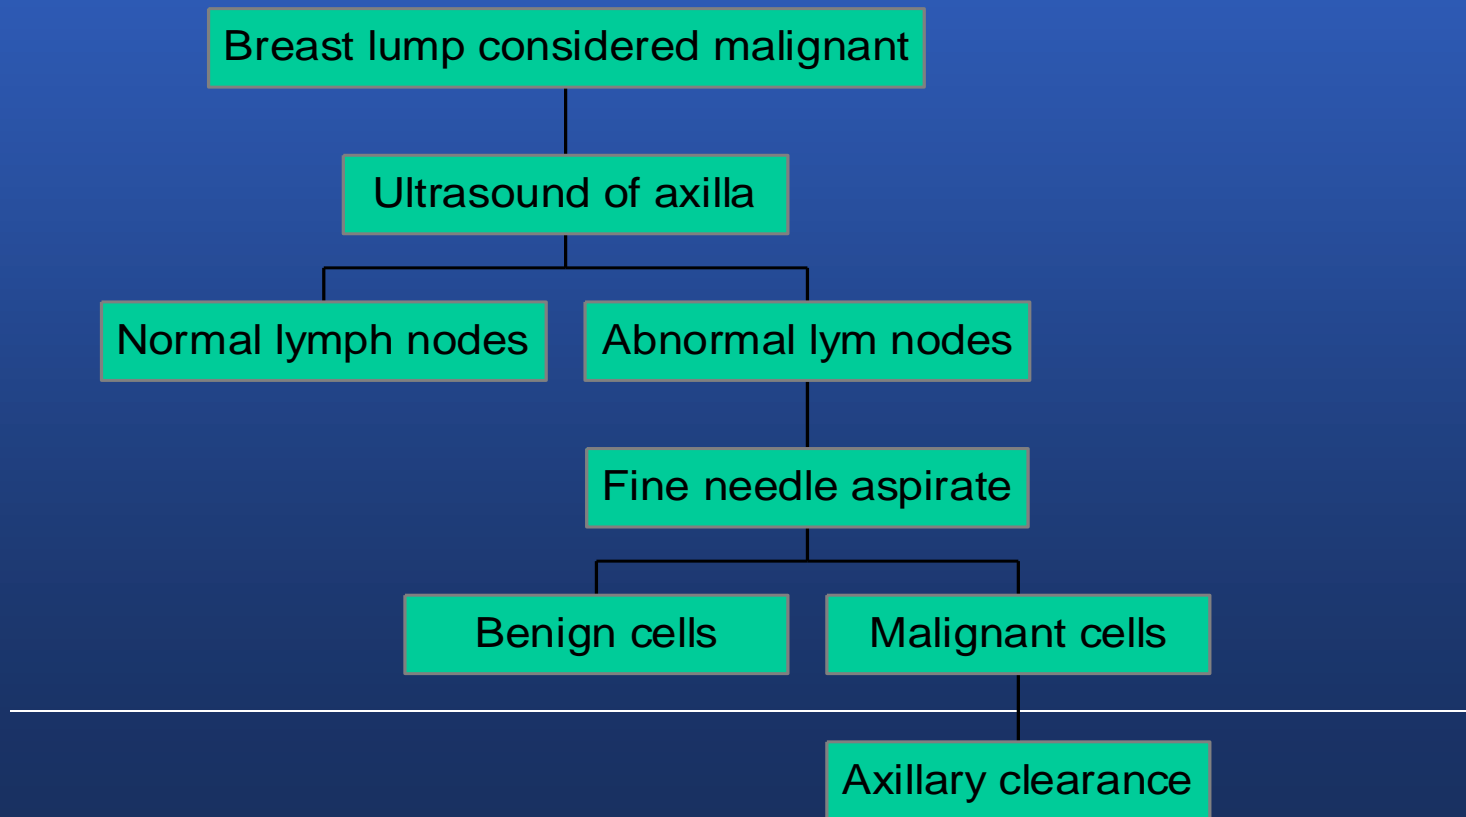 Breast lump considered malignant
Ultrasound of axilla
Normal lymph nodes
Abnormal lym nodes
Fine needle aspirate
Benign cells
Malignant cells
Axillary clearance